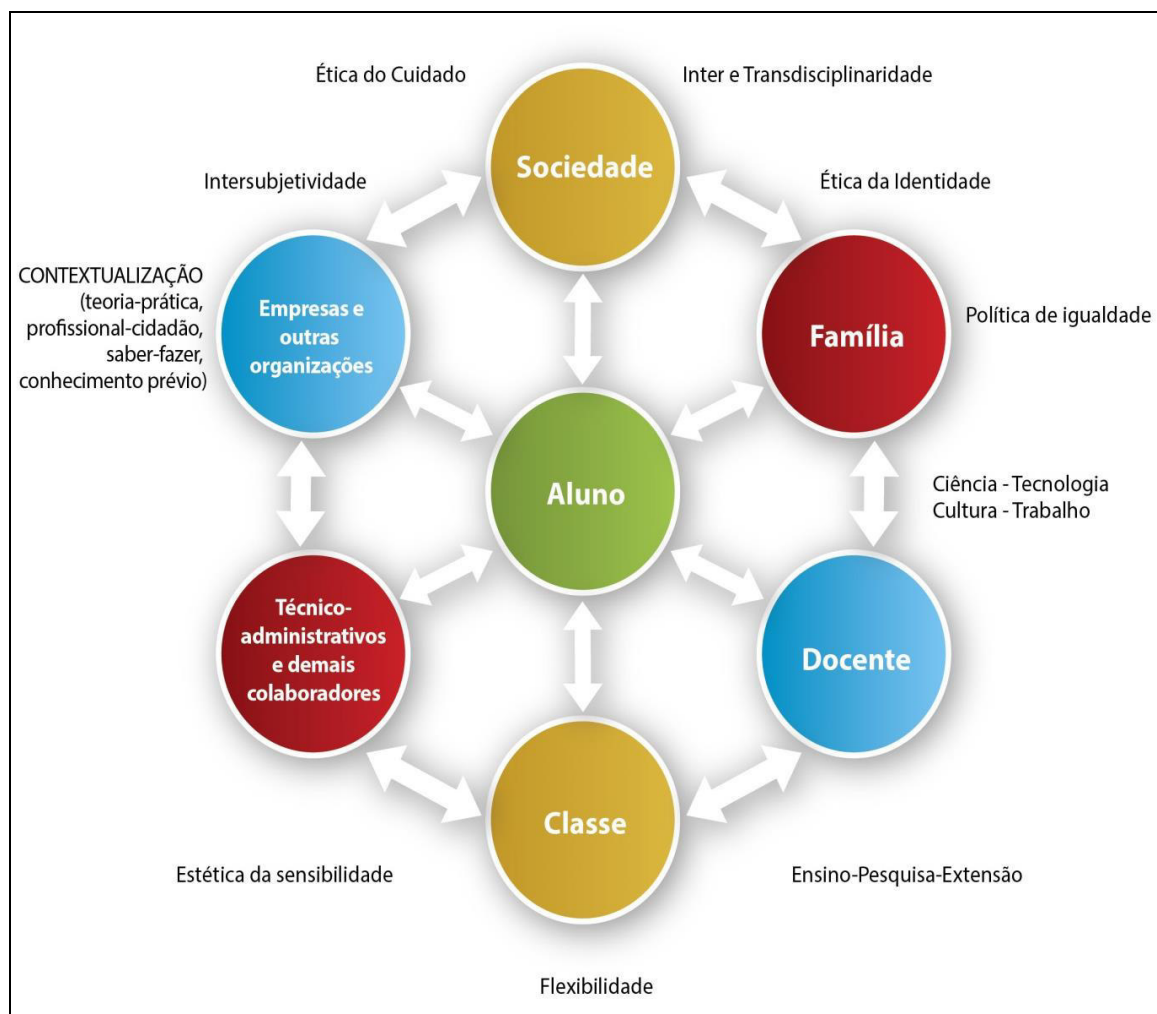 Ética do Cuidado
Inter e Transdisciplinaridade
Sociedade
Intersubjetividade
Ética da Identidade
CONTEXTUALIZAÇÃO
(teoria-prática,
profissional-cidadão,
saber-fazer,
conhecimento prévio)
Empresas e
outras
organizações
Família
Política de igualdade
Aluno
Ciência - Tecnologia
Cultura - Trabalho
Técnico-
administrativos
e demais
colaboradores
Docente
Classe
Estética da sensibilidade
Ensino-Pesquisa-Extensão
Flexibilidade